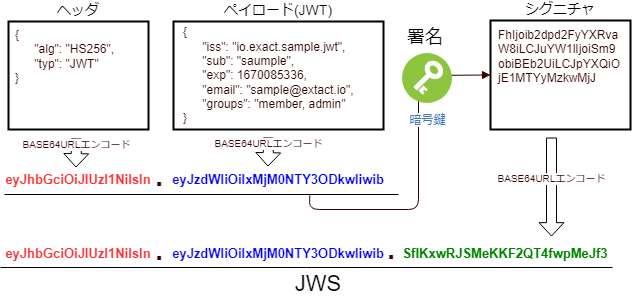 ヘッダ
ペイロード(JWT)
シグニチャ
{
"alg": "HS256",
"typ": "JWT"
}
{
"iss": "io.exact.sample.jwt",
"sub": "saumple",
"exp": 1670085336,
"email": "sample@extact.io",
"groups": "member, admin"
}
署名
暗号鍵
FhIjoib2dpd2FyYXRva
W8iLCJuYW1lIjoiSm9
obiBEb2UiLCJpYXQiO
jE1MTYyMzkwMjJ
BASE64URLエンコード
BASE64URLエンコード
BASE64URLエンコード
eyJhbGciOiJIUzI1NiIsIn . eyJzdWIiOiIxMjM0NTY3ODkwIiwib
eyJhbGciOiJIUzI1NiIsIn . eyJzdWIiOiIxMjM0NTY3ODkwIiwib . SflKxwRJSMeKKF2QT4fwpMeJf3
JWS